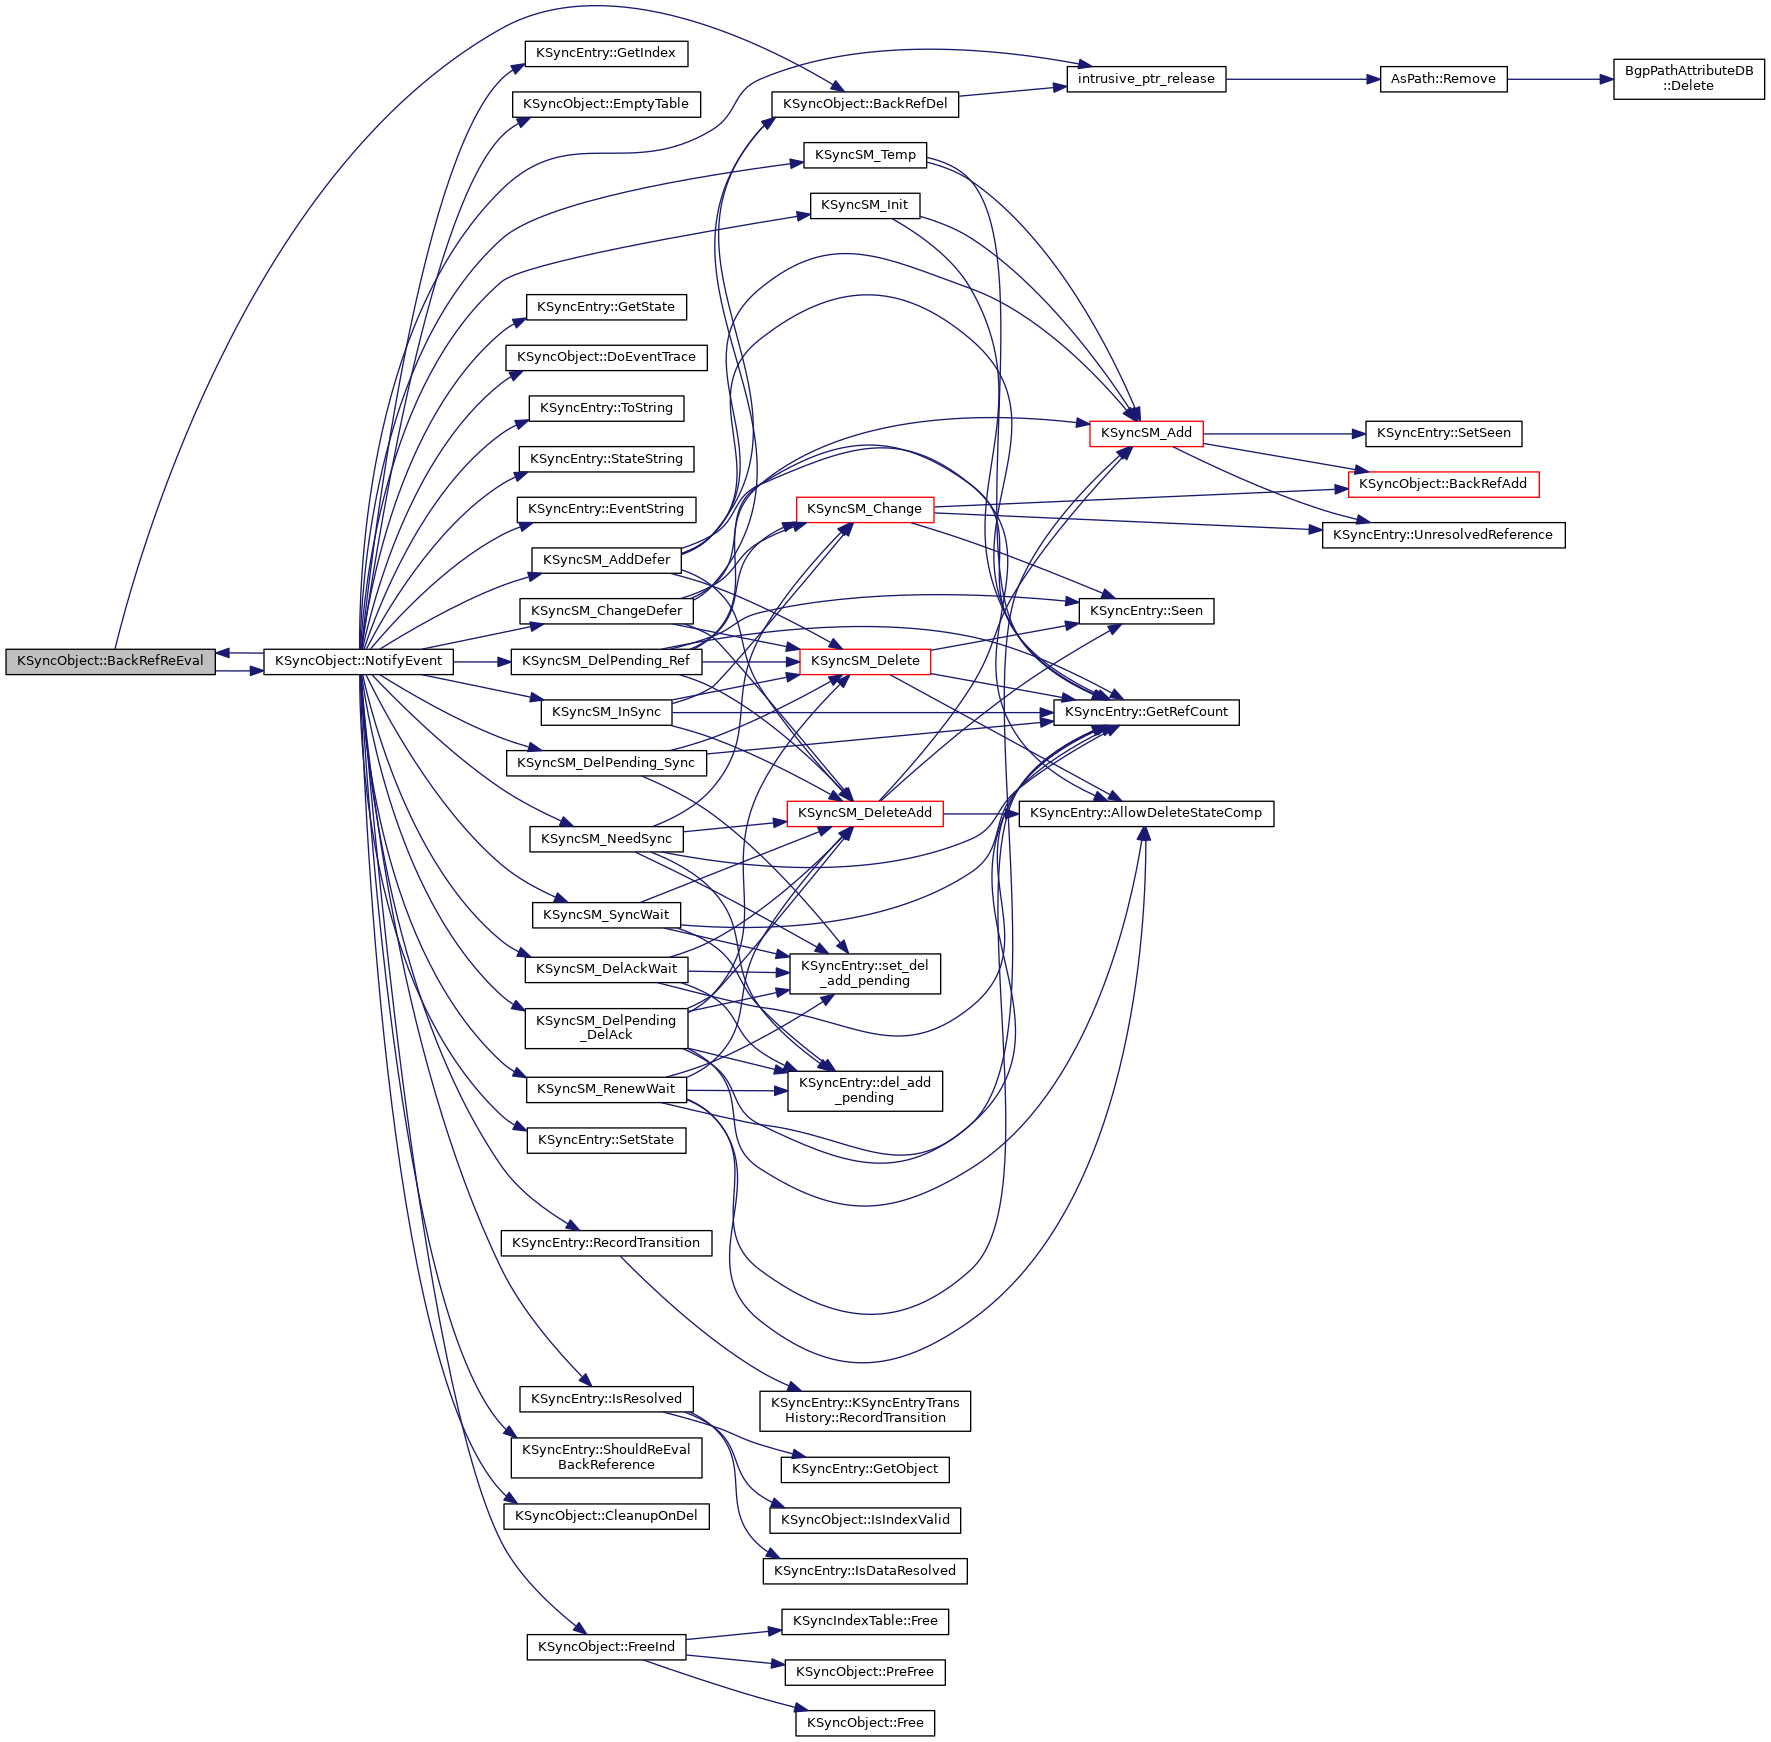 KSyncObject::BackRefReEval
KSyncObject::NotifyEvent
KSyncEntry::GetIndex
KSyncObject::EmptyTable
KSyncEntry::GetState
KSyncObject::DoEventTrace
KSyncEntry::ToString
KSyncEntry::StateString
KSyncEntry::EventString
KSyncSM_AddDefer
KSyncSM_ChangeDefer
KSyncSM_DelPending_Ref
KSyncSM_InSync
KSyncSM_DelPending_Sync
KSyncSM_NeedSync
KSyncSM_SyncWait
KSyncSM_DelAckWait
KSyncSM_DelPending
_DelAck
KSyncSM_RenewWait
KSyncEntry::SetState
KSyncEntry::RecordTransition
KSyncEntry::IsResolved
KSyncEntry::ShouldReEval
BackReference
KSyncObject::CleanupOnDel
KSyncObject::FreeInd
KSyncObject::BackRefDel
KSyncSM_Temp
KSyncSM_Init
KSyncSM_Change
KSyncSM_Delete
KSyncSM_DeleteAdd
KSyncEntry::set_del
_add_pending
KSyncEntry::del_add
_pending
KSyncEntry::KSyncEntryTrans
History::RecordTransition
KSyncEntry::GetObject
KSyncObject::IsIndexValid
KSyncEntry::IsDataResolved
KSyncIndexTable::Free
KSyncObject::PreFree
KSyncObject::Free
intrusive_ptr_release
KSyncSM_Add
KSyncEntry::Seen
KSyncEntry::GetRefCount
KSyncEntry::AllowDeleteStateComp
AsPath::Remove
KSyncEntry::SetSeen
KSyncObject::BackRefAdd
KSyncEntry::UnresolvedReference
BgpPathAttributeDB
::Delete